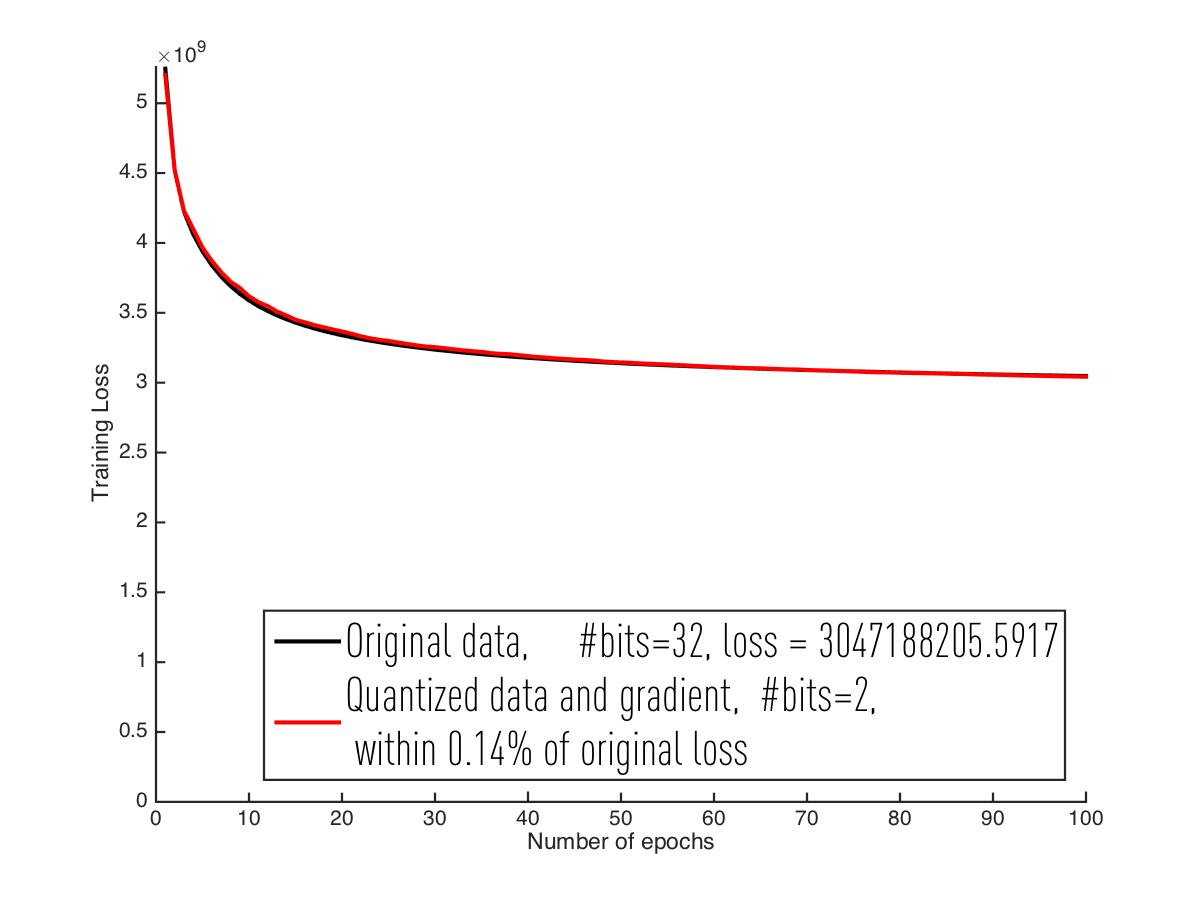 ×10⁹
5
4.5
4
3.5
3
2.5
2
1.5
1
0.5
0
Training Loss
Original data, #bits=32, loss = 3047188205.5917
Quantized data and gradient, #bits=2,
within 0.14% of original loss
0 10 20 30 40 50 60 70 80 90 100
Number of epochs